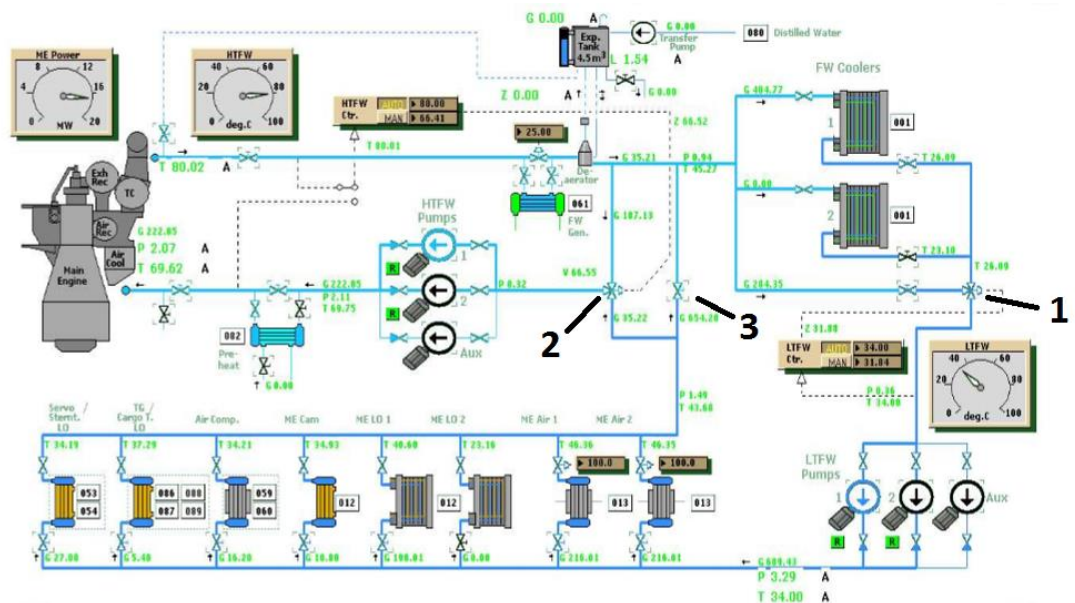 G 0.00 A
G 0.00
Transfer Pump
A
080 Distilled Water
Exp. Tank 4.5m³
L 1.54
G 0.00
ME Power
8 12
4 16
0 20
MW
HTFW
40 60
20 80
0 100
deg.C
Z 0.00 A
HTFW Ctr. AUTO 80.00
MAN 66.41
T 80.01
25.00
Z 66.52
FW Coolers
G 404.77
1
001
T 26.09
T 80.02 A
De-aerator
G 35.21
P 0.94
T 45.27
G 0.00
2
001
T 23.10
Exh Rec
TC
Air Rec
Air Cool
Main Engine
061
FW Gen.
G 187.13
HTFW Pumps
G 222.05
P 2.07 A
T 69.62 A
1
R
V 66.55
T 26.09
G 222.05
P 2.11
T 69.75
2
P 0.32
R
G 204.35
2
3
1
G 35.22
G 654.20
Aux
082
Pre-heat
G 0.00
Z 31.80
LTFW Ctr. AUTO 34.00
MAN 31.84
P 0.36
T 34.00
LTFW
40 60
20 80
0 100
deg.C
P 1.49
T 43.68
Servo / Sternt. LO
TG / Cargo T. LO
Air Comp.
ME Cam
ME LO 1
ME LO 2
ME Air 1
ME Air 2
T 34.19
T 37.29
T 34.21
T 34.93
T 40.60
T 23.16
T 46.36
T 46.35
100.0
100.0
LTFW Pumps
1
2
Aux
053
054
086 088
087 089
059
060
012
012
013
013
R
R
G 27.00
G 5.40
G 16.20
G 10.80
G 198.01
G 0.00
G 216.01
G 216.01
G 689.43
P 3.29 A
T 34.00 A